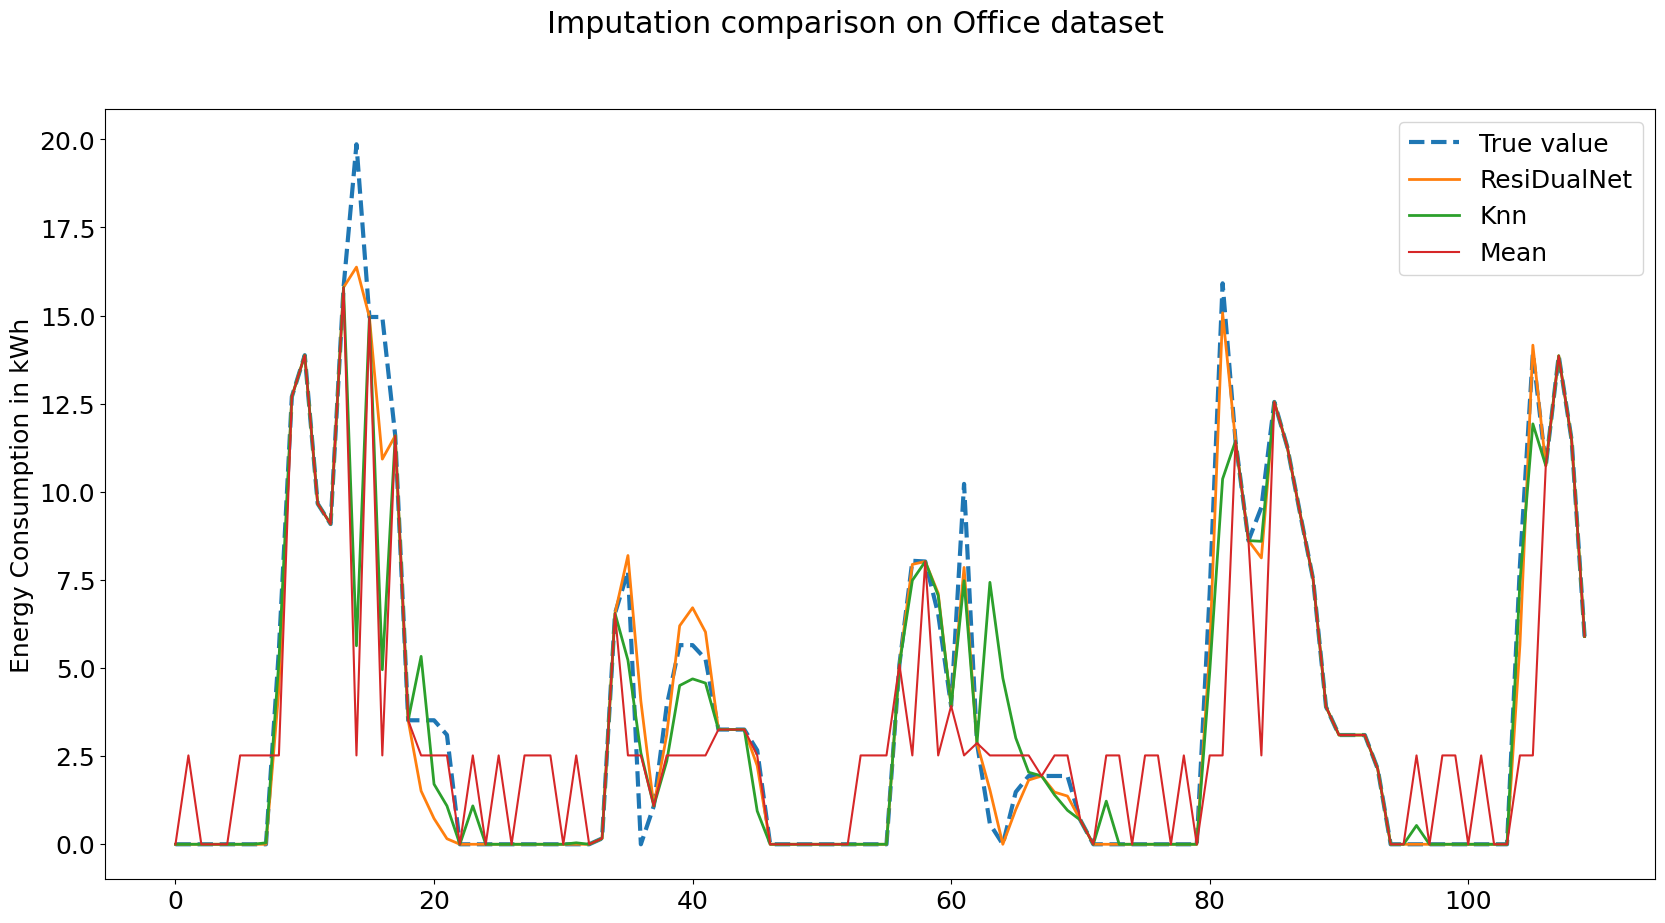 Imputation comparison on Office dataset
True value
ResiDualNet
Knn
Mean
Energy Consumption in kWh
20.0
17.5
15.0
12.5
10.0
7.5
5.0
2.5
0.0
0 20 40 60 80 100